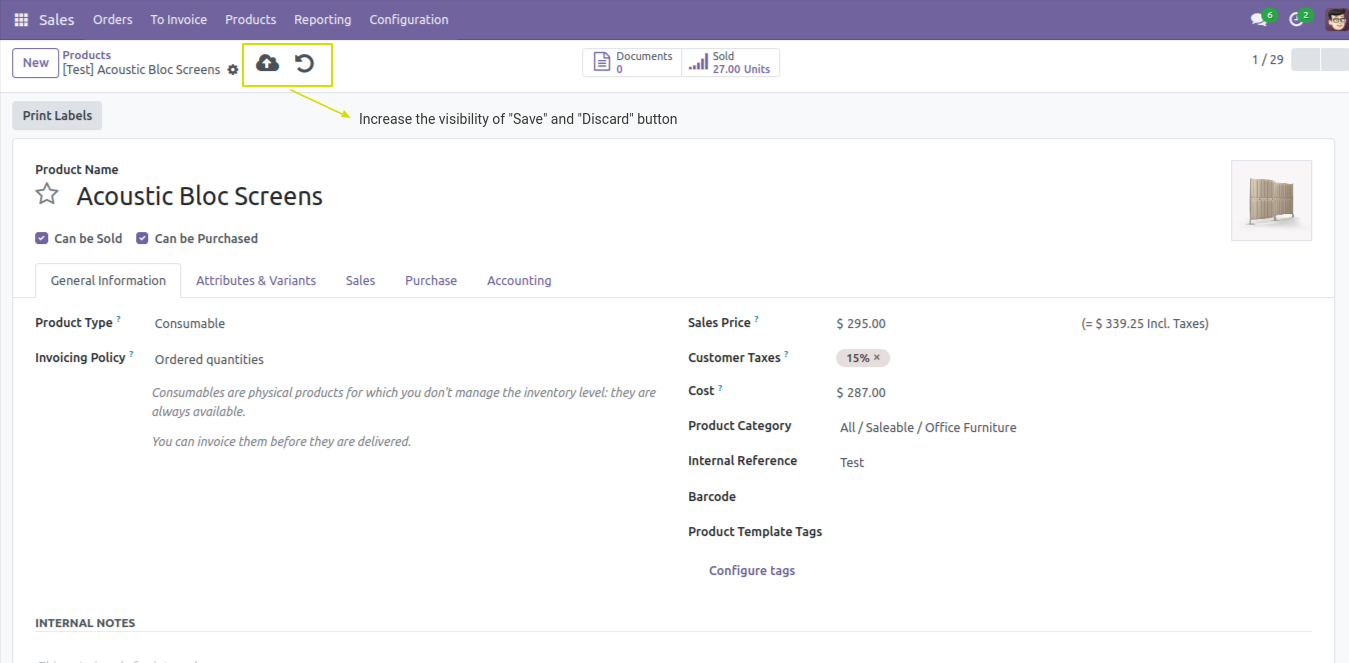 Sales Orders To Invoice Products Reporting Configuration 6 2
New Products
[Test] Acoustic Bloc Screens
Documents
0
Sold
27.00 Units
1 / 29
Print Labels
Increase the visibility of "Save" and "Discard" button
Product Name
Acoustic Bloc Screens
Can be Sold Can be Purchased
General Information Attributes & Variants Sales Purchase Accounting
Product Type ? Consumable
Invoicing Policy ? Ordered quantities
Consumables are physical products for which you don't manage the inventory level: they are
always available.
You can invoice them before they are delivered.
Sales Price ? $ 295.00 (= $ 339.25 Incl. Taxes)
Customer Taxes ? 15% ×
Cost ? $ 287.00
Product Category All / Saleable / Office Furniture
Internal Reference Test
Barcode
Product Template Tags
Configure tags
INTERNAL NOTES